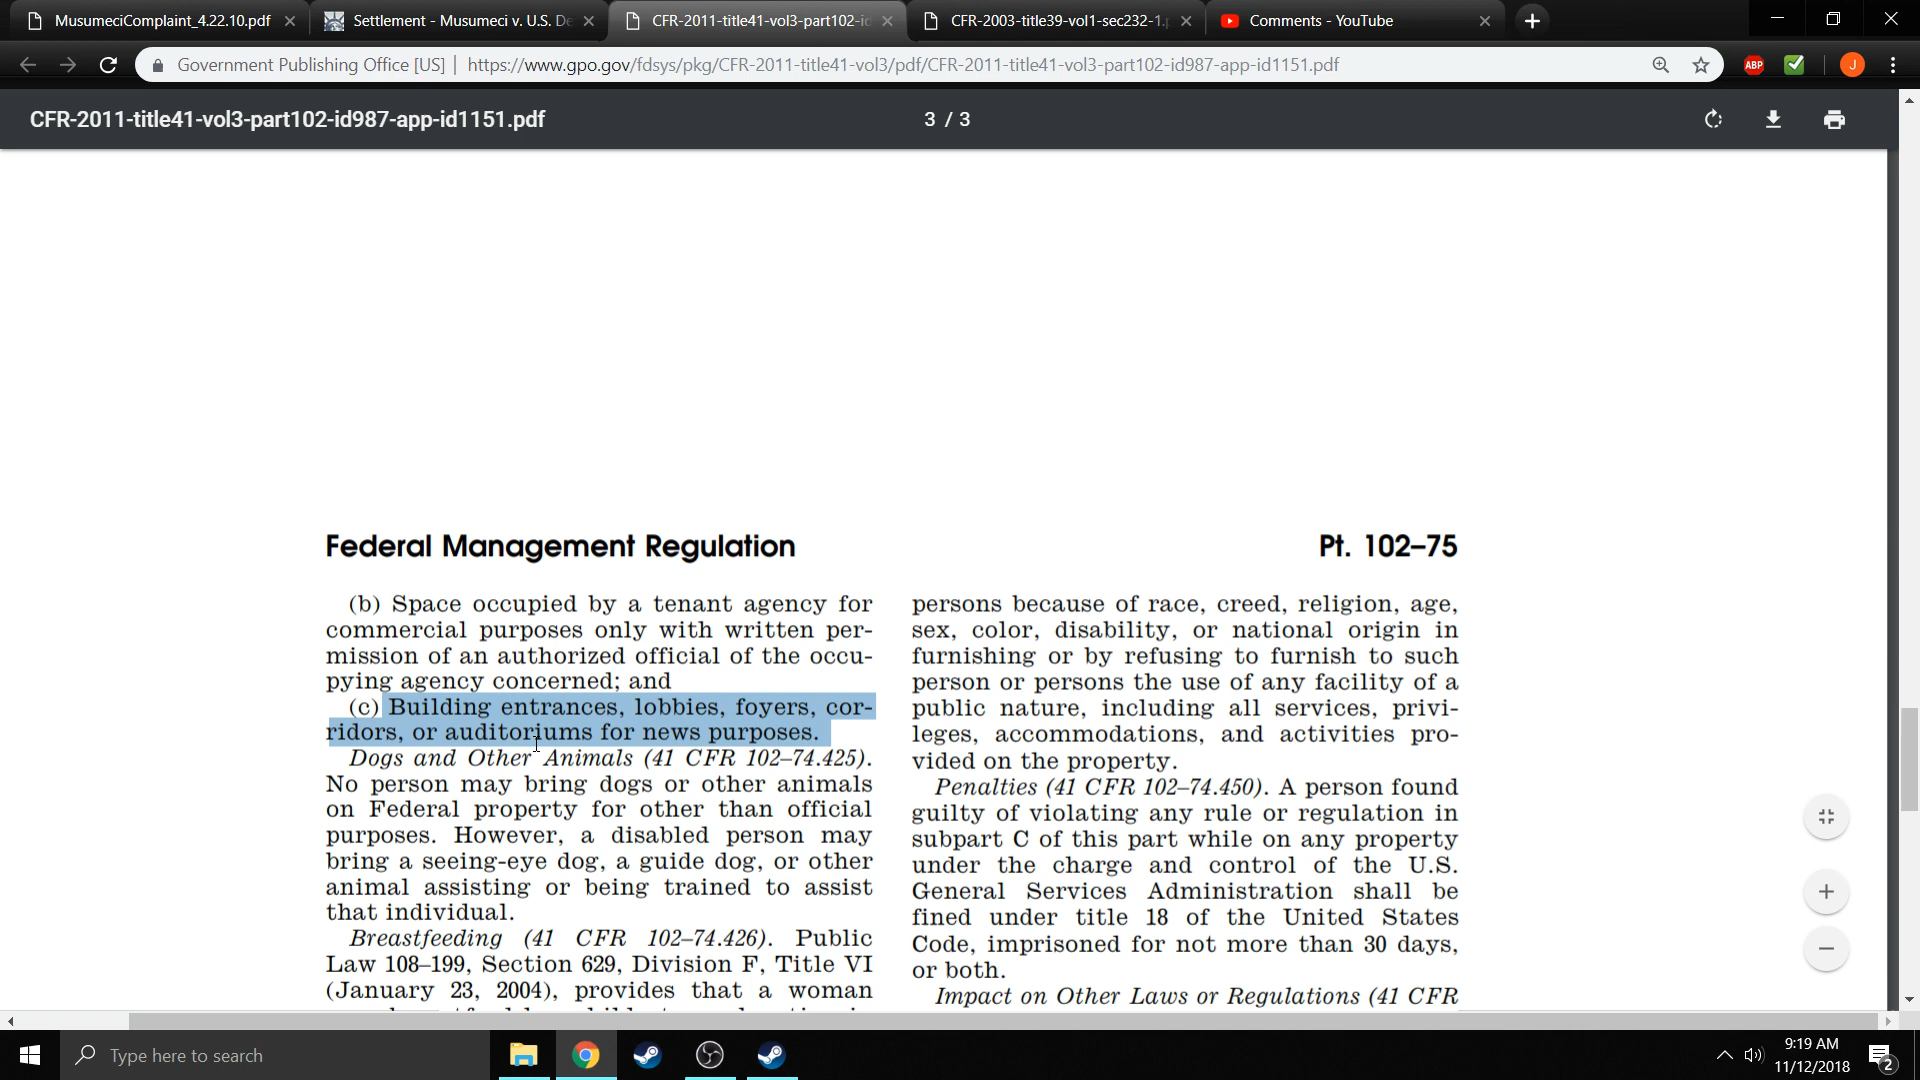 MusumeciComplaint_4.22.10.pdf
Settlement - Musumeci v. U.S. De
CFR-2011-title41-vol3-part102-id
CFR-2003-title39-vol1-sec232-1.p
Comments - YouTube
Government Publishing Office [US] | https://www.gpo.gov/fdsys/pkg/CFR-2011-title41-vol3/pdf/CFR-2011-title41-vol3-part102-id987-app-id1151.pdf
ABP
J
CFR-2011-title41-vol3-part102-id987-app-id1151.pdf
3 / 3
Federal Management Regulation
Pt. 102–75
(b) Space occupied by a tenant agency for
commercial purposes only with written per-
mission of an authorized official of the occu-
pying agency concerned; and
(c) Building entrances, lobbies, foyers, cor-
ridors, or auditoriums for news purposes.
Dogs and Other Animals (41 CFR 102–74.425).
No person may bring dogs or other animals
on Federal property for other than official
purposes. However, a disabled person may
bring a seeing-eye dog, a guide dog, or other
animal assisting or being trained to assist
that individual.
Breastfeeding (41 CFR 102–74.426). Public
Law 108–199, Section 629, Division F, Title VI
(January 23, 2004), provides that a woman
persons because of race, creed, religion, age,
sex, color, disability, or national origin in
furnishing or by refusing to furnish to such
person or persons the use of any facility of a
public nature, including all services, privi-
leges, accommodations, and activities pro-
vided on the property.
Penalties (41 CFR 102–74.450). A person found
guilty of violating any rule or regulation in
subpart C of this part while on any property
under the charge and control of the U.S.
General Services Administration shall be
fined under title 18 of the United States
Code, imprisoned for not more than 30 days,
or both.
Impact on Other Laws or Regulations (41 CFR
Type here to search
9:19 AM
11/12/2018
2